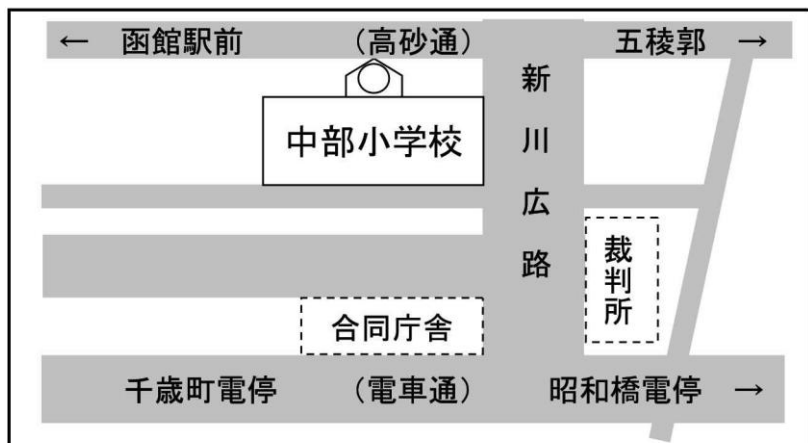 ← 函館駅前 （高砂通） 五稜郭 →
新川広路
中部小学校
裁判所
合同庁舎
千歳町電停 （電車通） 昭和橋電停 →